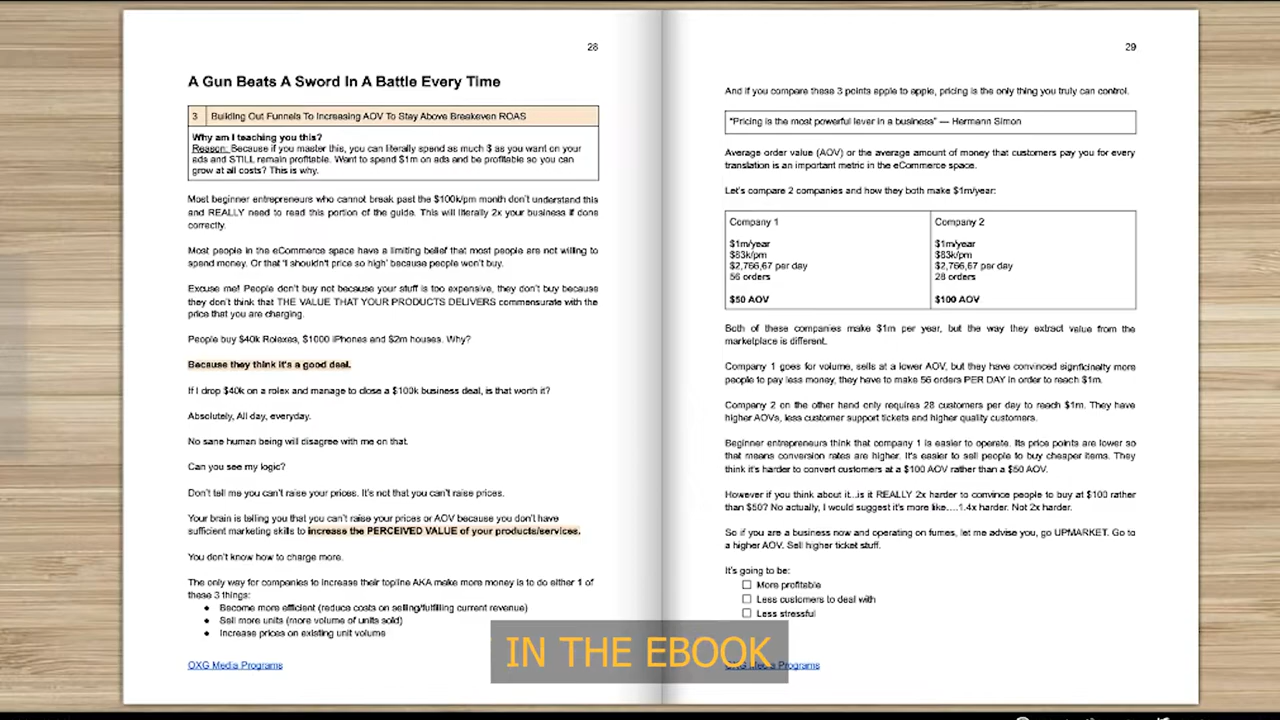 28
A Gun Beats A Sword In A Battle Every Time
3 Building Out Funnels To Increasing AOV To Stay Above Breakeven ROAS
Why am I teaching you this?
Reason: Because if you master this, you can literally spend as much $ as you want on your
ads and STILL remain profitable. Want to spend $1m on ads and be profitable so you can
grow at all costs? This is why.
Most beginner entrepreneurs who cannot break past the $100k/pm month don't understand this
and REALLY need to read this portion of the guide. This will literally 2x your business if done
correctly.
Most people in the eCommerce space have a limiting belief that most people are not willing to
spend money. Or that 'I shouldn't price so high' because people won't buy.
Excuse me! People don't buy not because your stuff is too expensive, they don't buy because
they don't think that THE VALUE THAT YOUR PRODUCTS DELIVERS commensurate with the
price that you are charging.
People buy $40k Rolexes, $1000 iPhones and $2m houses. Why?
Because they think it's a good deal.
If I drop $40k on a rolex and manage to close a $100k business deal, is that worth it?
Absolutely, All day, everyday.
No sane human being will disagree with me on that.
Can you see my logic?
Don't tell me you can't raise your prices. It's not that you can't raise prices.
Your brain is telling you that you can't raise your prices or AOV because you don't have
sufficient marketing skills to increase the PERCEIVED VALUE of your products/services.
You don't know how to charge more.
The only way for companies to increase their topline AKA make more money is to do either 1 of
these 3 things:
● Become more efficient (reduce costs on selling/fulfilling current revenue)
● Sell more units (more volume of units sold)
● Increase prices on existing unit volume
OXG Media Programs
29
And if you compare these 3 points apple to apple, pricing is the only thing you truly can control.
"Pricing is the most powerful lever in a business" — Hermann Simon
Average order value (AOV) or the average amount of money that customers pay you for every
translation is an important metric in the eCommerce space.
Let's compare 2 companies and how they both make $1m/year:
Company 1
$1m/year
$83k/pm
$2,766,67 per day
56 orders
$50 AOV
Company 2
$1m/year
$83k/pm
$2,766,67 per day
28 orders
$100 AOV
Both of these companies make $1m per year, but the way they extract value from the
marketplace is different.
Company 1 goes for volume, sells at a lower AOV, but they have convinced signficinalty more
people to pay less money, they have to make 56 orders PER DAY in order to reach $1m.
Company 2 on the other hand only requires 28 customers per day to reach $1m. They have
higher AOVs, less customer support tickets and higher quality customers.
Beginner entrepreneurs think that company 1 is easier to operate. Its price points are lower so
that means conversion rates are higher. It's easier to sell people to buy cheaper items. They
think it's harder to convert customers at a $100 AOV rather than a $50 AOV.
However if you think about it...is it REALLY 2x harder to convince people to buy at $100 rather
than $50? No actually, I would suggest it's more like....1.4x harder. Not 2x harder.
So if you are a business now and operating on fumes, let me advise you, go UPMARKET. Go to
a higher AOV. Sell higher ticket stuff.
It's going to be:
☐ More profitable
☐ Less customers to deal with
☐ Less stressful
OXG Media Programs
IN THE EBOOK